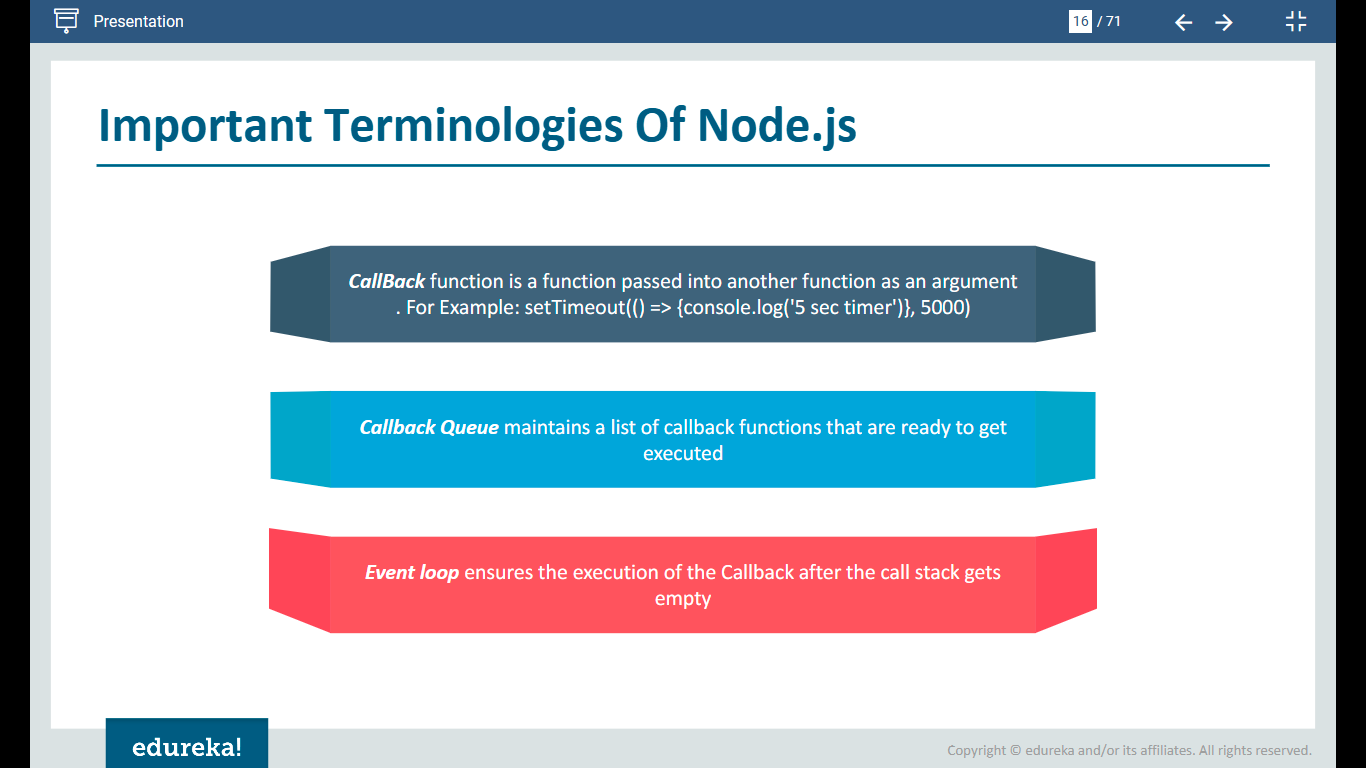 Presentation
16 / 71
Important Terminologies Of Node.js
CallBack function is a function passed into another function as an argument
. For Example: setTimeout(() => {console.log('5 sec timer')}, 5000)
Callback Queue maintains a list of callback functions that are ready to get
executed
Event loop ensures the execution of the Callback after the call stack gets
empty
edureka!
Copyright © edureka and/or its affiliates. All rights reserved.